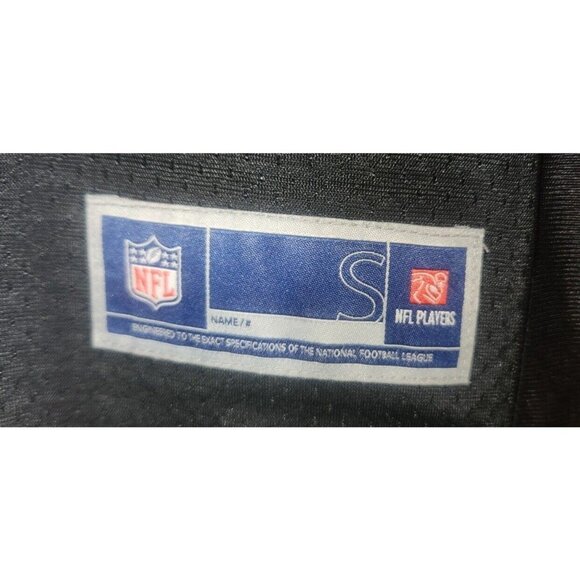 NFL
S
NAME/#
NFL PLAYERS
ENGINEERED TO THE EXACT SPECIFICATIONS OF THE NATIONAL FOOTBALL LEAGUE